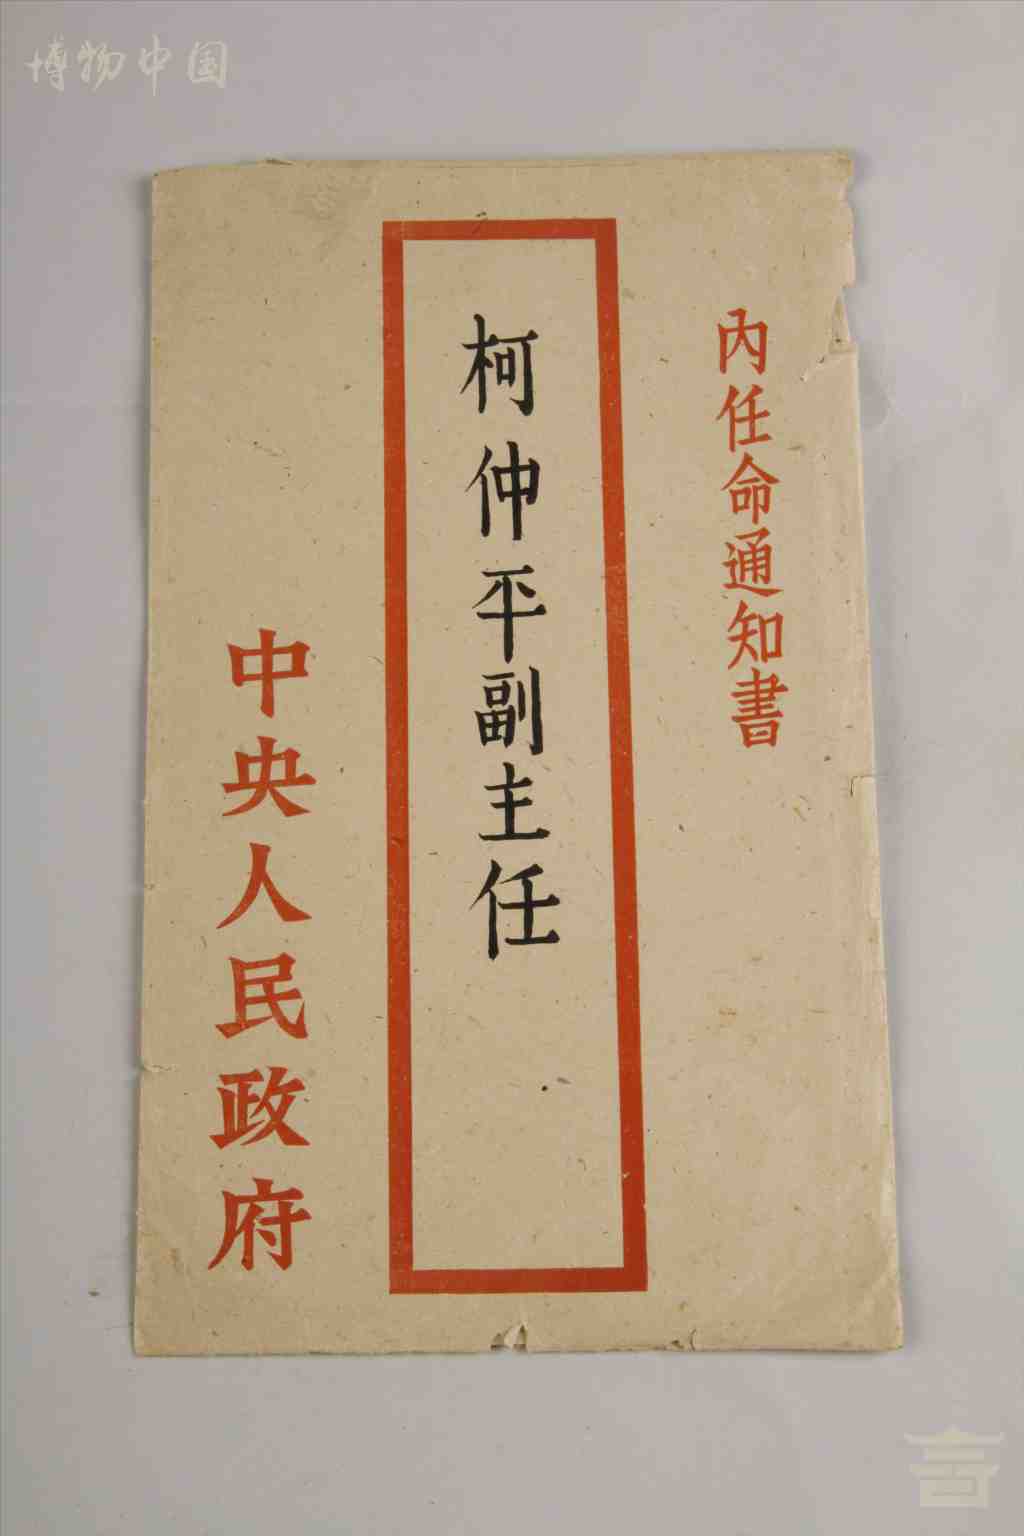 博物中国
內任命通知書
柯仲平副主任
中央人民政府